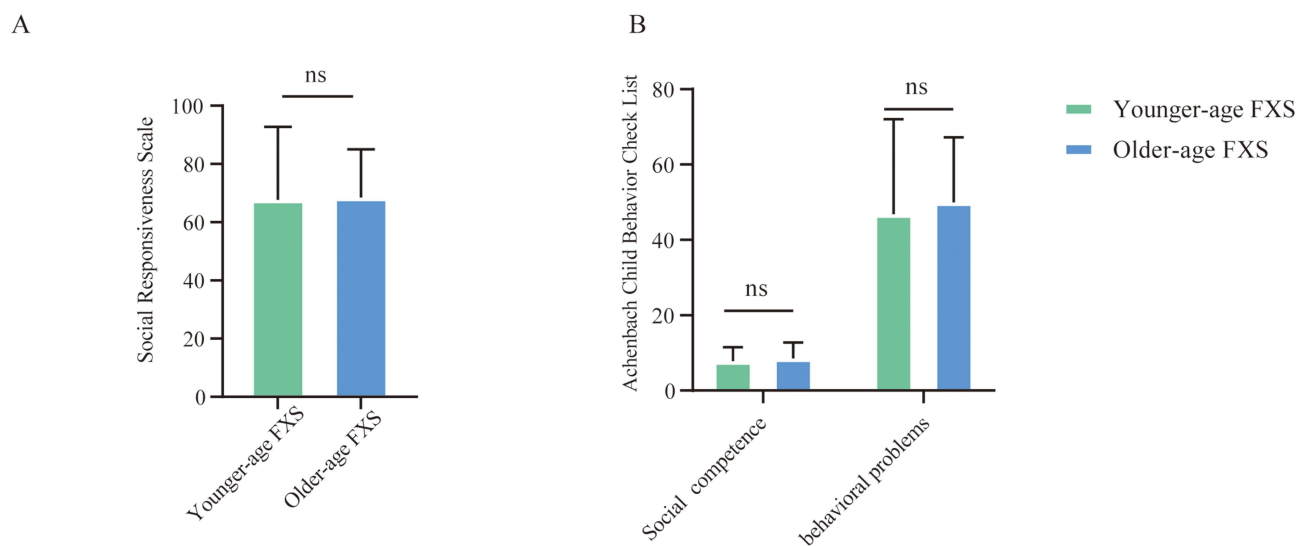 A
B
ns
Social Responsiveness Scale
100
80
60
40
20
0
Younger-age FXS
Older-age FXS
Achenbach Child Behavior Check List
80
60
40
20
0
ns
ns
Social competence
behavioral problems
Younger-age FXS
Older-age FXS